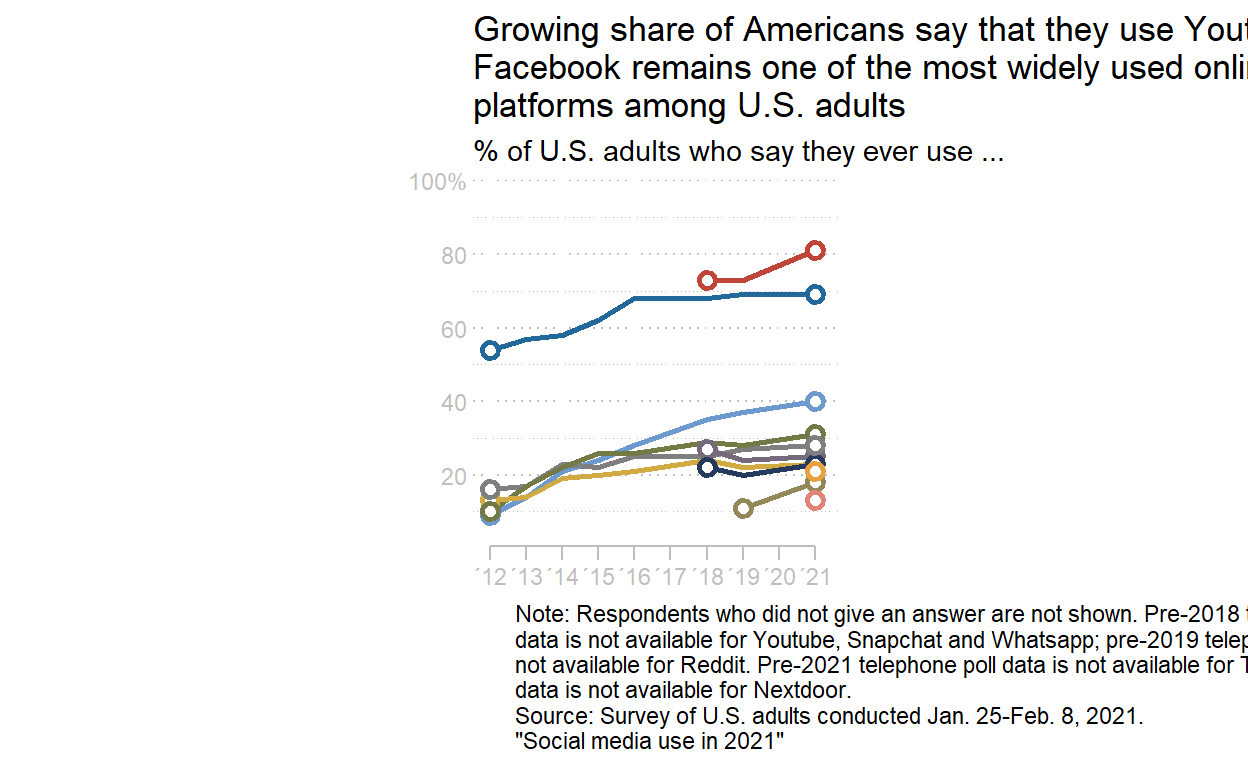 Growing share of Americans say that they use Yout
Facebook remains one of the most widely used onli
platforms among U.S. adults
% of U.S. adults who say they ever use ...
100%
80
60
40
20
´12 ´13 ´14 ´15 ´16 ´17 ´18 ´19 ´20 ´21
Note: Respondents who did not give an answer are not shown. Pre-2018 t
data is not available for Youtube, Snapchat and Whatsapp; pre-2019 telep
not available for Reddit. Pre-2021 telephone poll data is not available for T
data is not available for Nextdoor.
Source: Survey of U.S. adults conducted Jan. 25-Feb. 8, 2021.
"Social media use in 2021"